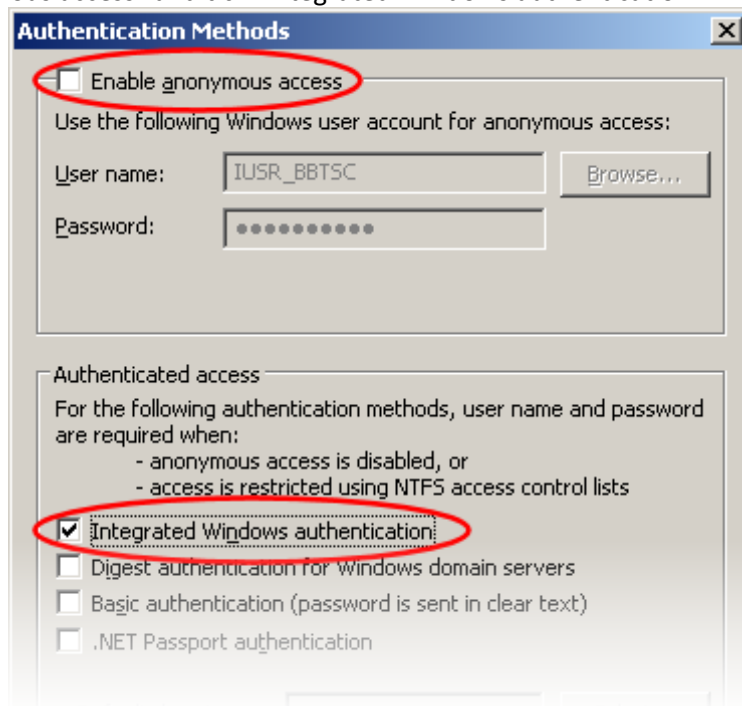 Authentication Methods
Enable anonymous access
Use the following Windows user account for anonymous access:
User name: IUSR_BBTSC Browse...
Password: ●●●●●●●●●●
Authenticated access
For the following authentication methods, user name and password
are required when:
- anonymous access is disabled, or
- access is restricted using NTFS access control lists
Integrated Windows authentication
Digest authentication for Windows domain servers
Basic authentication (password is sent in clear text)
.NET Passport authentication